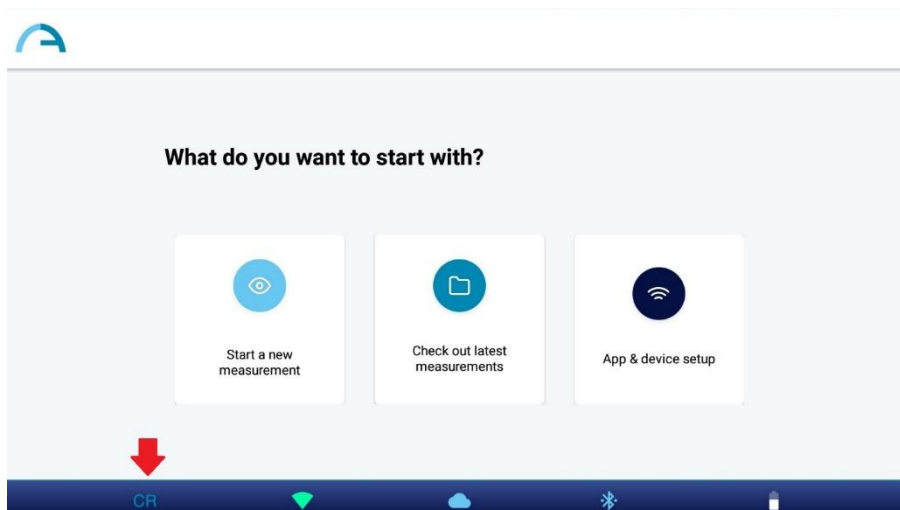 What do you want to start with?
Start a new
measurement
Check out latest
measurements
App & device setup
CR